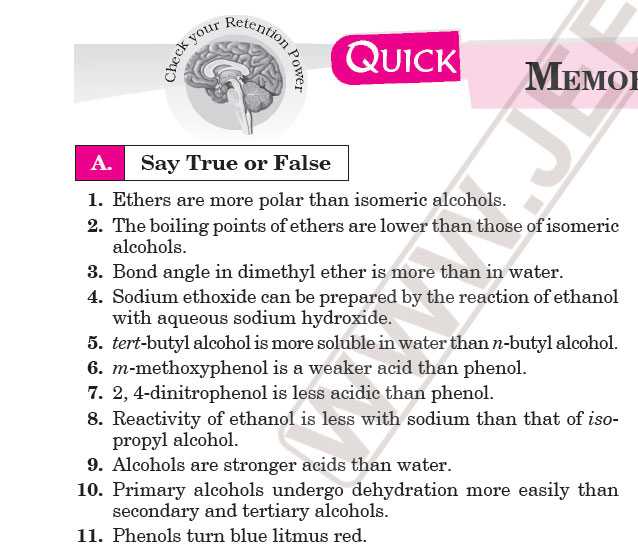 Check your Retention Power
QUICK
MEMOR
A. Say True or False
1. Ethers are more polar than isomeric alcohols.
2. The boiling points of ethers are lower than those of isomeric
alcohols.
3. Bond angle in dimethyl ether is more than in water.
4. Sodium ethoxide can be prepared by the reaction of ethanol
with aqueous sodium hydroxide.
5. tert-butyl alcohol is more soluble in water than n-butyl alcohol.
6. m-methoxyphenol is a weaker acid than phenol.
7. 2, 4-dinitrophenol is less acidic than phenol.
8. Reactivity of ethanol is less with sodium than that of iso-
propyl alcohol.
9. Alcohols are stronger acids than water.
10. Primary alcohols undergo dehydration more easily than
secondary and tertiary alcohols.
11. Phenols turn blue litmus red.
WWW.JEE